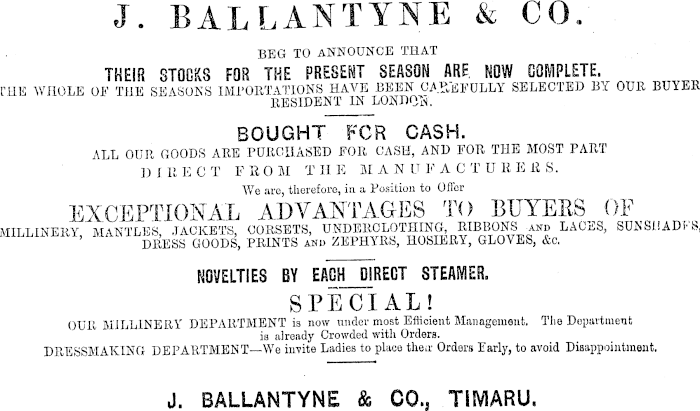 J. BALLANTYNE & CO.
BEG TO ANNOUNCE THAT
THEIR STOCKS FOR THE PRESENT SEASON ARE NOW COMPLETE.
THE WHOLE OF THE SEASONS IMPORTATIONS HAVE BEEN CAREFULLY SELECTED BY OUR BUYER
RESIDENT IN LONDON.
BOUGHT FOR CASH.
ALL OUR GOODS ARE PURCHASED FOR CASH, AND FOR THE MOST PART
DIRECT FROM THE MANUFACTURERS.
We are, therefore, in a Position to Offer
EXCEPTIONAL ADVANTAGES TO BUYERS OF
MILLINERY, MANTLES, JACKETS, CORSETS, UNDERCLOTHING, RIBBONS AND LACES, SUNSHADES,
DRESS GOODS, PRINTS AND ZEPHYRS, HOSIERY, GLOVES, &c.
NOVELTIES BY EACH DIRECT STEAMER.
SPECIAL!
OUR MILLINERY DEPARTMENT is now under most Efficient Management. The Department
is already Crowded with Orders.
DRESSMAKING DEPARTMENT—We invite Ladies to place their Orders Early, to avoid Disappointment.
J. BALLANTYNE & CO., TIMARU.